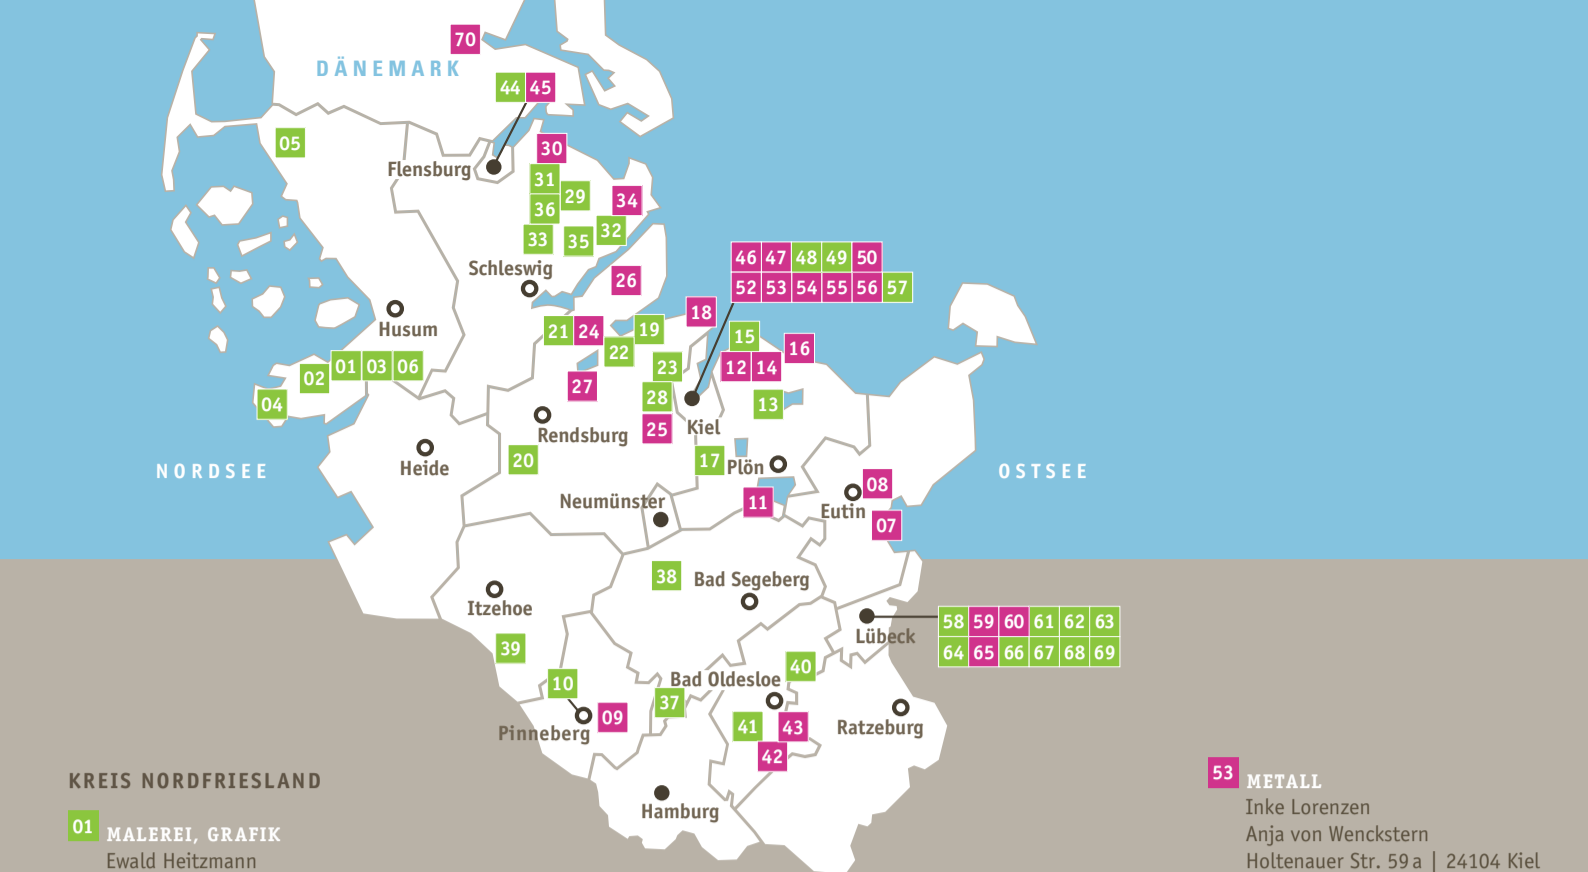 70
DÄNEMARK
44 45
05
30
Flensburg
31
29
34
36
32
33
35
46 47 48 49 50
Schleswig
26
52 53 54 55 56 57
18
Husum
21 24
19
15
22
16
01 03 06
23
12 14
02
27
28
04
13
Rendsburg
25
Kiel
Heide
20
17
Plön
NORDSEE
OSTSEE
08
Neumünster
11
Eutin
07
38
Bad Segeberg
Itzehoe
58 59 60 61 62 63
Lübeck
39
64 65 66 67 68 69
40
Bad Oldesloe
10
37
09
41
43
Ratzeburg
Pinneberg
42
Hamburg
KREIS NORDFRIESLAND
01 MALEREI, GRAFIK
Ewald Heitzmann
53 METALL
Inke Lorenzen
Anja von Wenckstern
Holtenauer Str. 59 a | 24104 Kiel